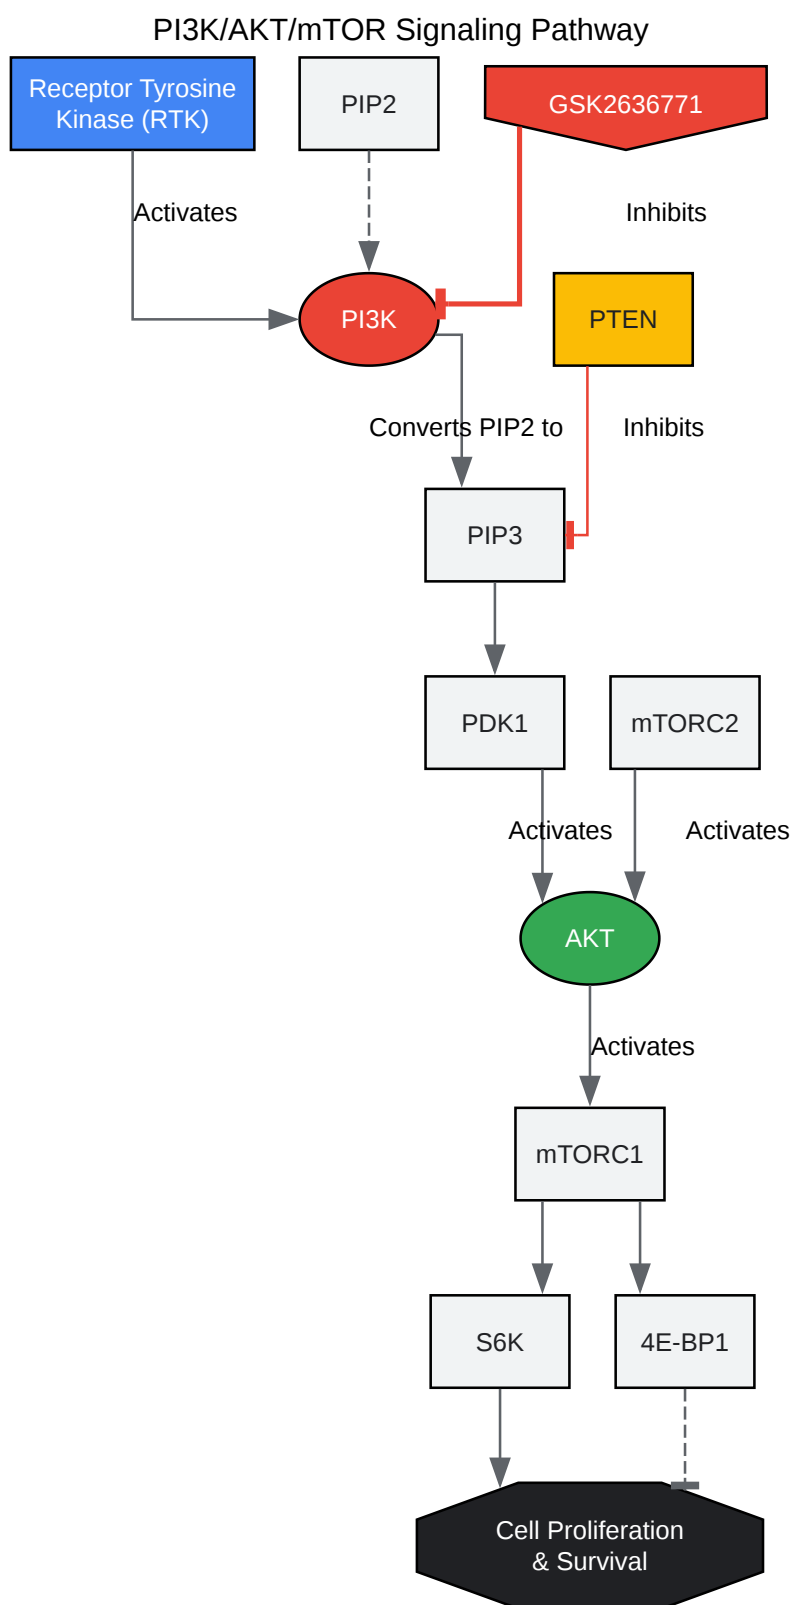 PI3K/AKT/mTOR Signaling Pathway
Receptor Tyrosine
Kinase (RTK)
PIP2
GSK2636771
Activates
Inhibits
PI3K
PTEN
Converts PIP2 to
Inhibits
PIP3
PDK1
mTORC2
Activates
Activates
AKT
Activates
mTORC1
S6K
4E-BP1
Cell Proliferation
& Survival